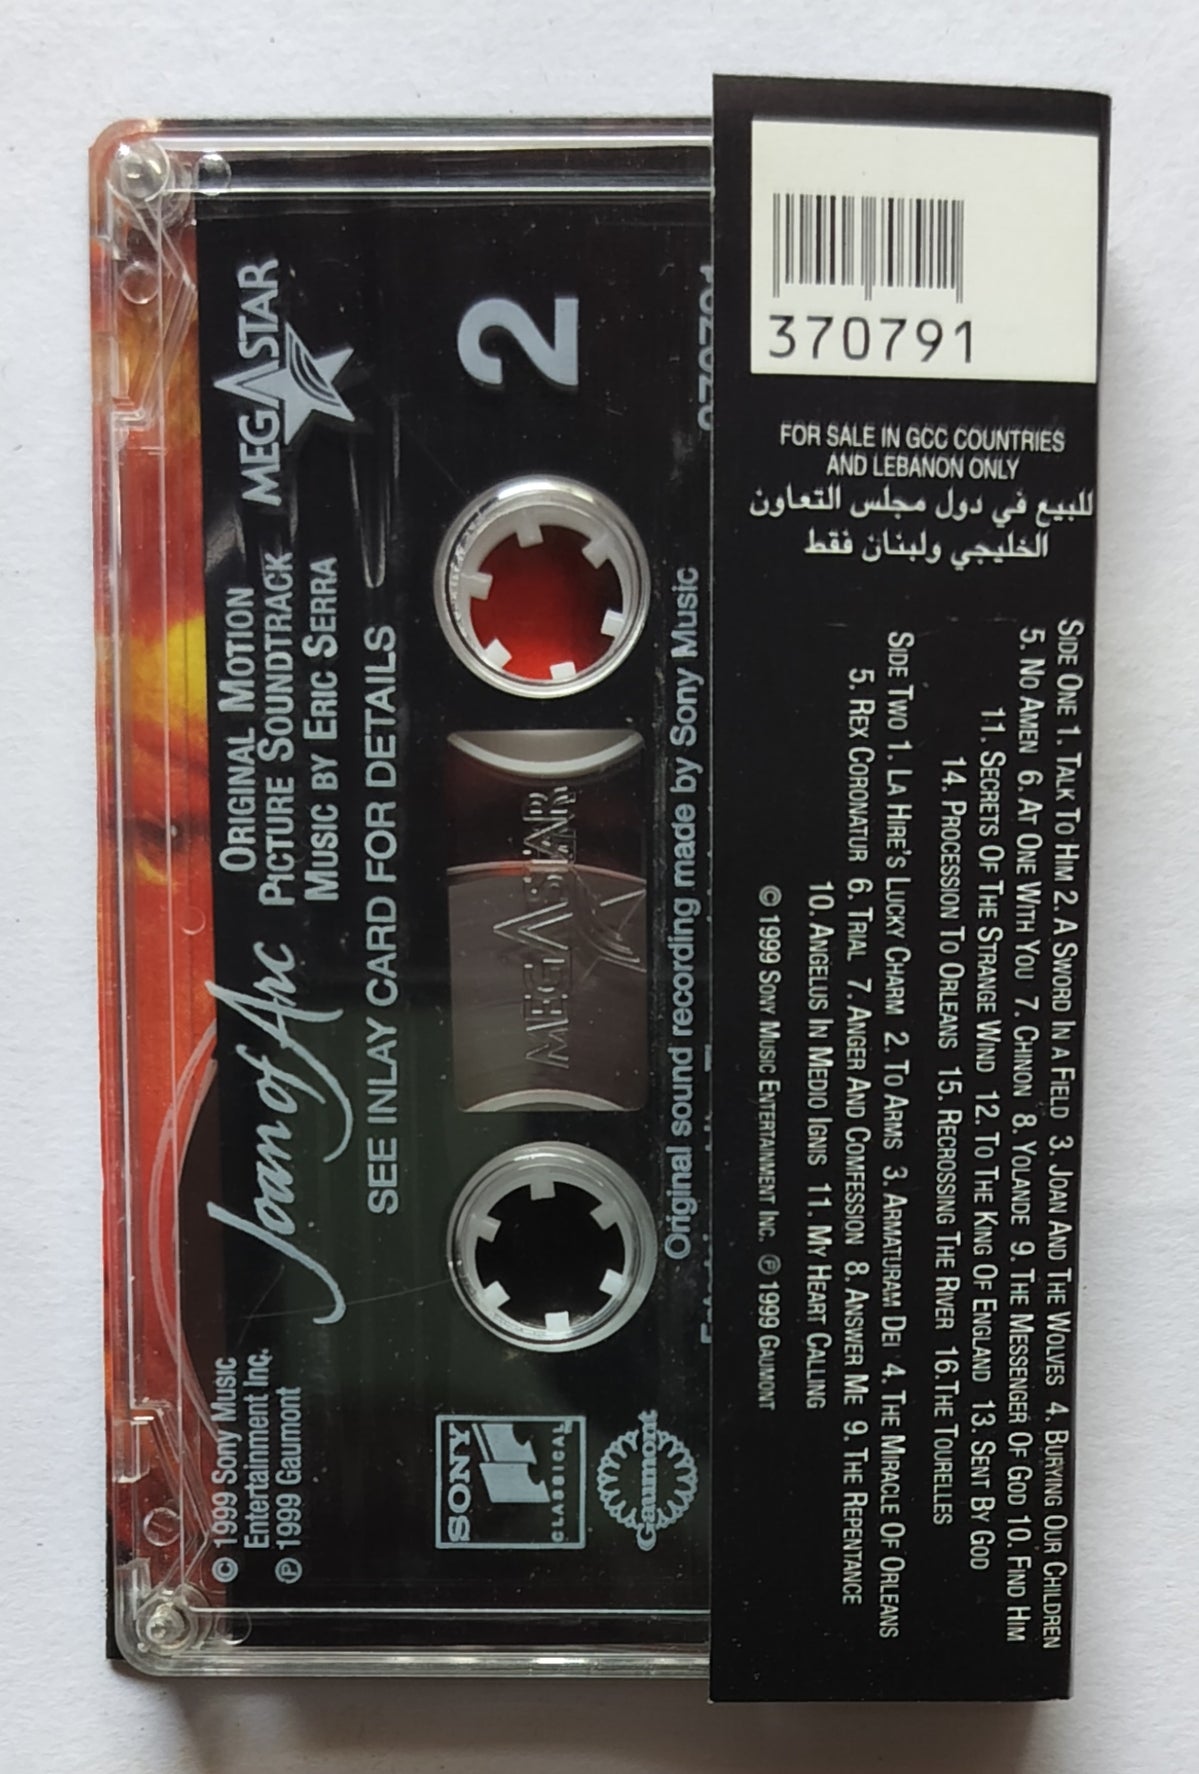 370791
FOR SALE IN GCC COUNTRIES
AND LEBANON ONLY
للبيع في دول مجلس التعاون
الخليجي ولبنان فقط
SIDE ONE 1. TALK TO HIM 2. A SWORD IN A FIELD 3. JOAN AND THE WOLVES 4. BURYING OUR CHILDREN
5. NO AMEN 6. AT ONE WITH YOU 7. CHINON 8. YOLANDE 9. THE MESSENGER OF GOD 10. FIND HIM
11. SECRETS OF THE STRANGE WIND 12. TO THE KING OF ENGLAND 13. SENT BY GOD
14. PROCESSION TO ORLEANS 15. RECROSSING THE RIVER 16. THE TOURELLES
SIDE TWO 1. LA HIRE'S LUCKY CHARM 2. TO ARMS 3. ARMATURAM DEI 4. THE MIRACLE OF ORLEANS
5. REX CORONATUR 6. TRIAL 7. ANGER AND COMFESSION 8. ANSWER ME 9. THE REPENTANCE
10. ANGELUS IN MEDIO IGNIS 11. MY HEART CALLING
© 1999 SONY MUSIC ENTERTAINMENT INC. ℗ 1999 GAUMONT
© 1999 Sony Music
Entertainment Inc.
℗ 1999 Gaumont
Joan of Arc
ORIGINAL MOTION
PICTURE SOUNDTRACK
MUSIC BY ERIC SERRA
MEGASTAR
SEE INLAY CARD FOR DETAILS
2
MEGASTAR
SONY
CLASSICAL
Gaumont
Original sound recording made by Sony Music